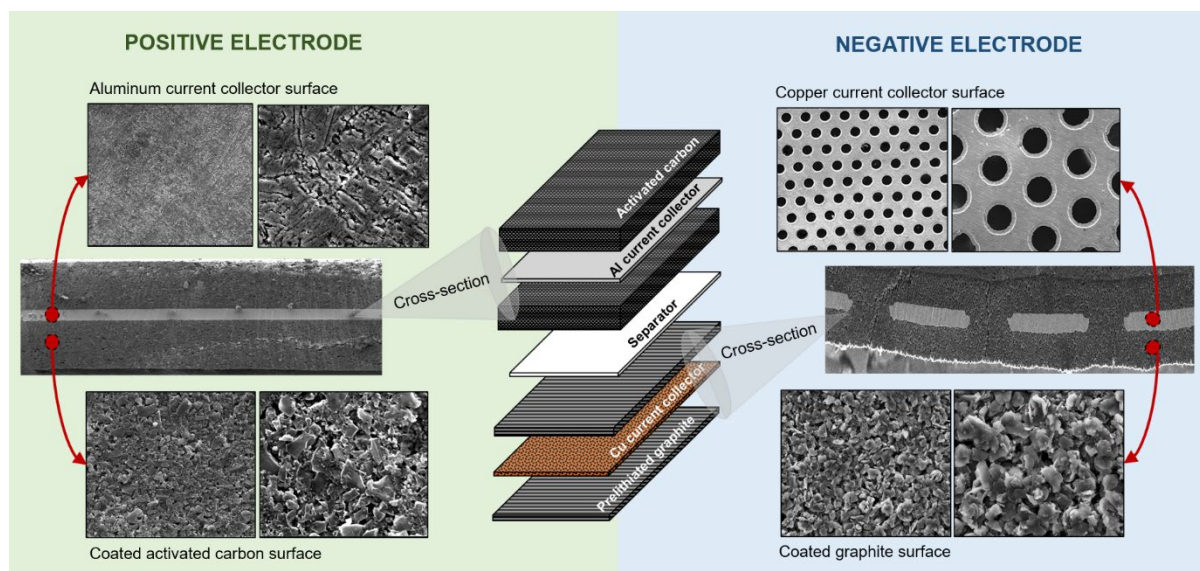 POSITIVE ELECTRODE
Aluminum current collector surface
Cross-section
Coated activated carbon surface
Activated carbon
Al current collector
Separator
Cu current collector
Prelithiated graphite
NEGATIVE ELECTRODE
Copper current collector surface
Cross-section
Coated graphite surface